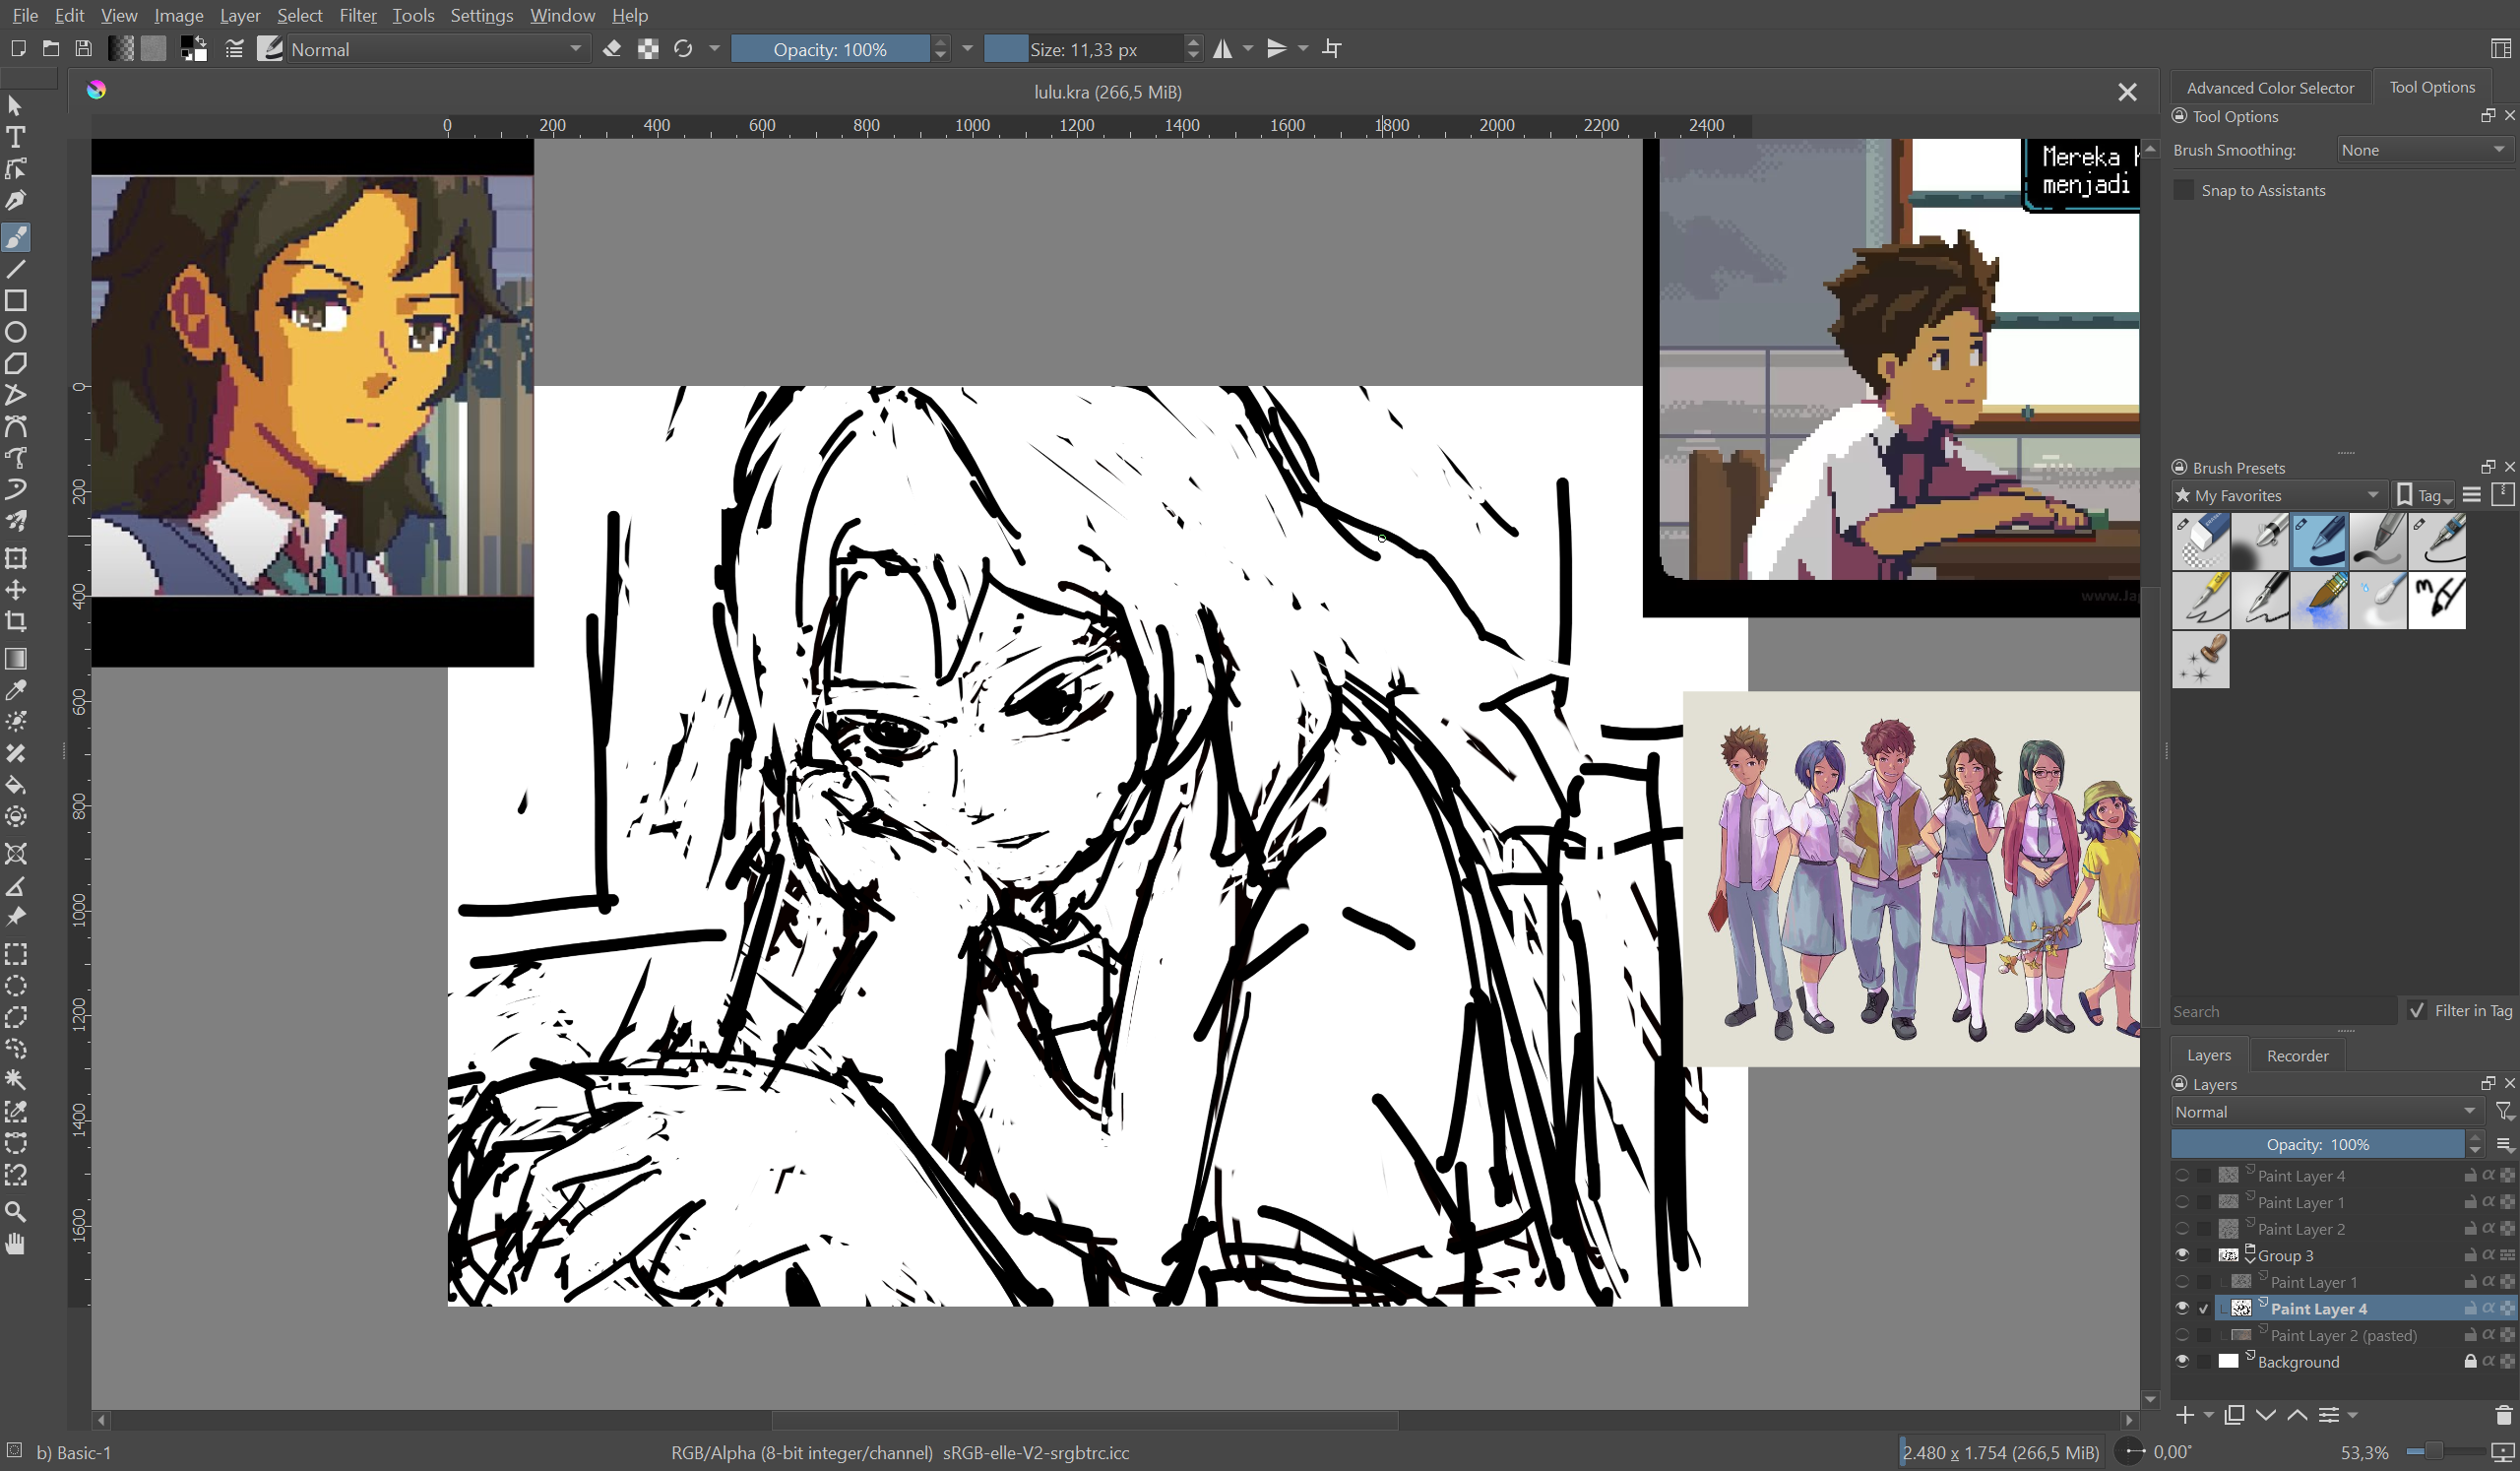 File Edit View Image Layer Select Filter Tools Settings Window Help
Normal
Opacity: 100%
Size: 11,33 px
lulu.kra (266,5 MiB)
Advanced Color Selector
Tool Options
Tool Options
Brush Smoothing:
None
Snap to Assistants
0 200 400 600 800 1000 1200 1400 1600 1800 2000 2200 2400
0
200
400
600
800
1000
1200
1400
1600
Mereka
menjadi
Brush Presets
My Favorites
Tag
Search
Filter in Tag
Layers
Recorder
Layers
Normal
Opacity: 100%
Paint Layer 4
Paint Layer 1
Paint Layer 2
Group 3
Paint Layer 1
Paint Layer 4
Paint Layer 2 (pasted)
Background
b) Basic-1
RGB/Alpha (8-bit integer/channel) sRGB-elle-V2-srgbtrc.icc
2.480 x 1.754 (266,5 MiB)
0,00°
53,3%